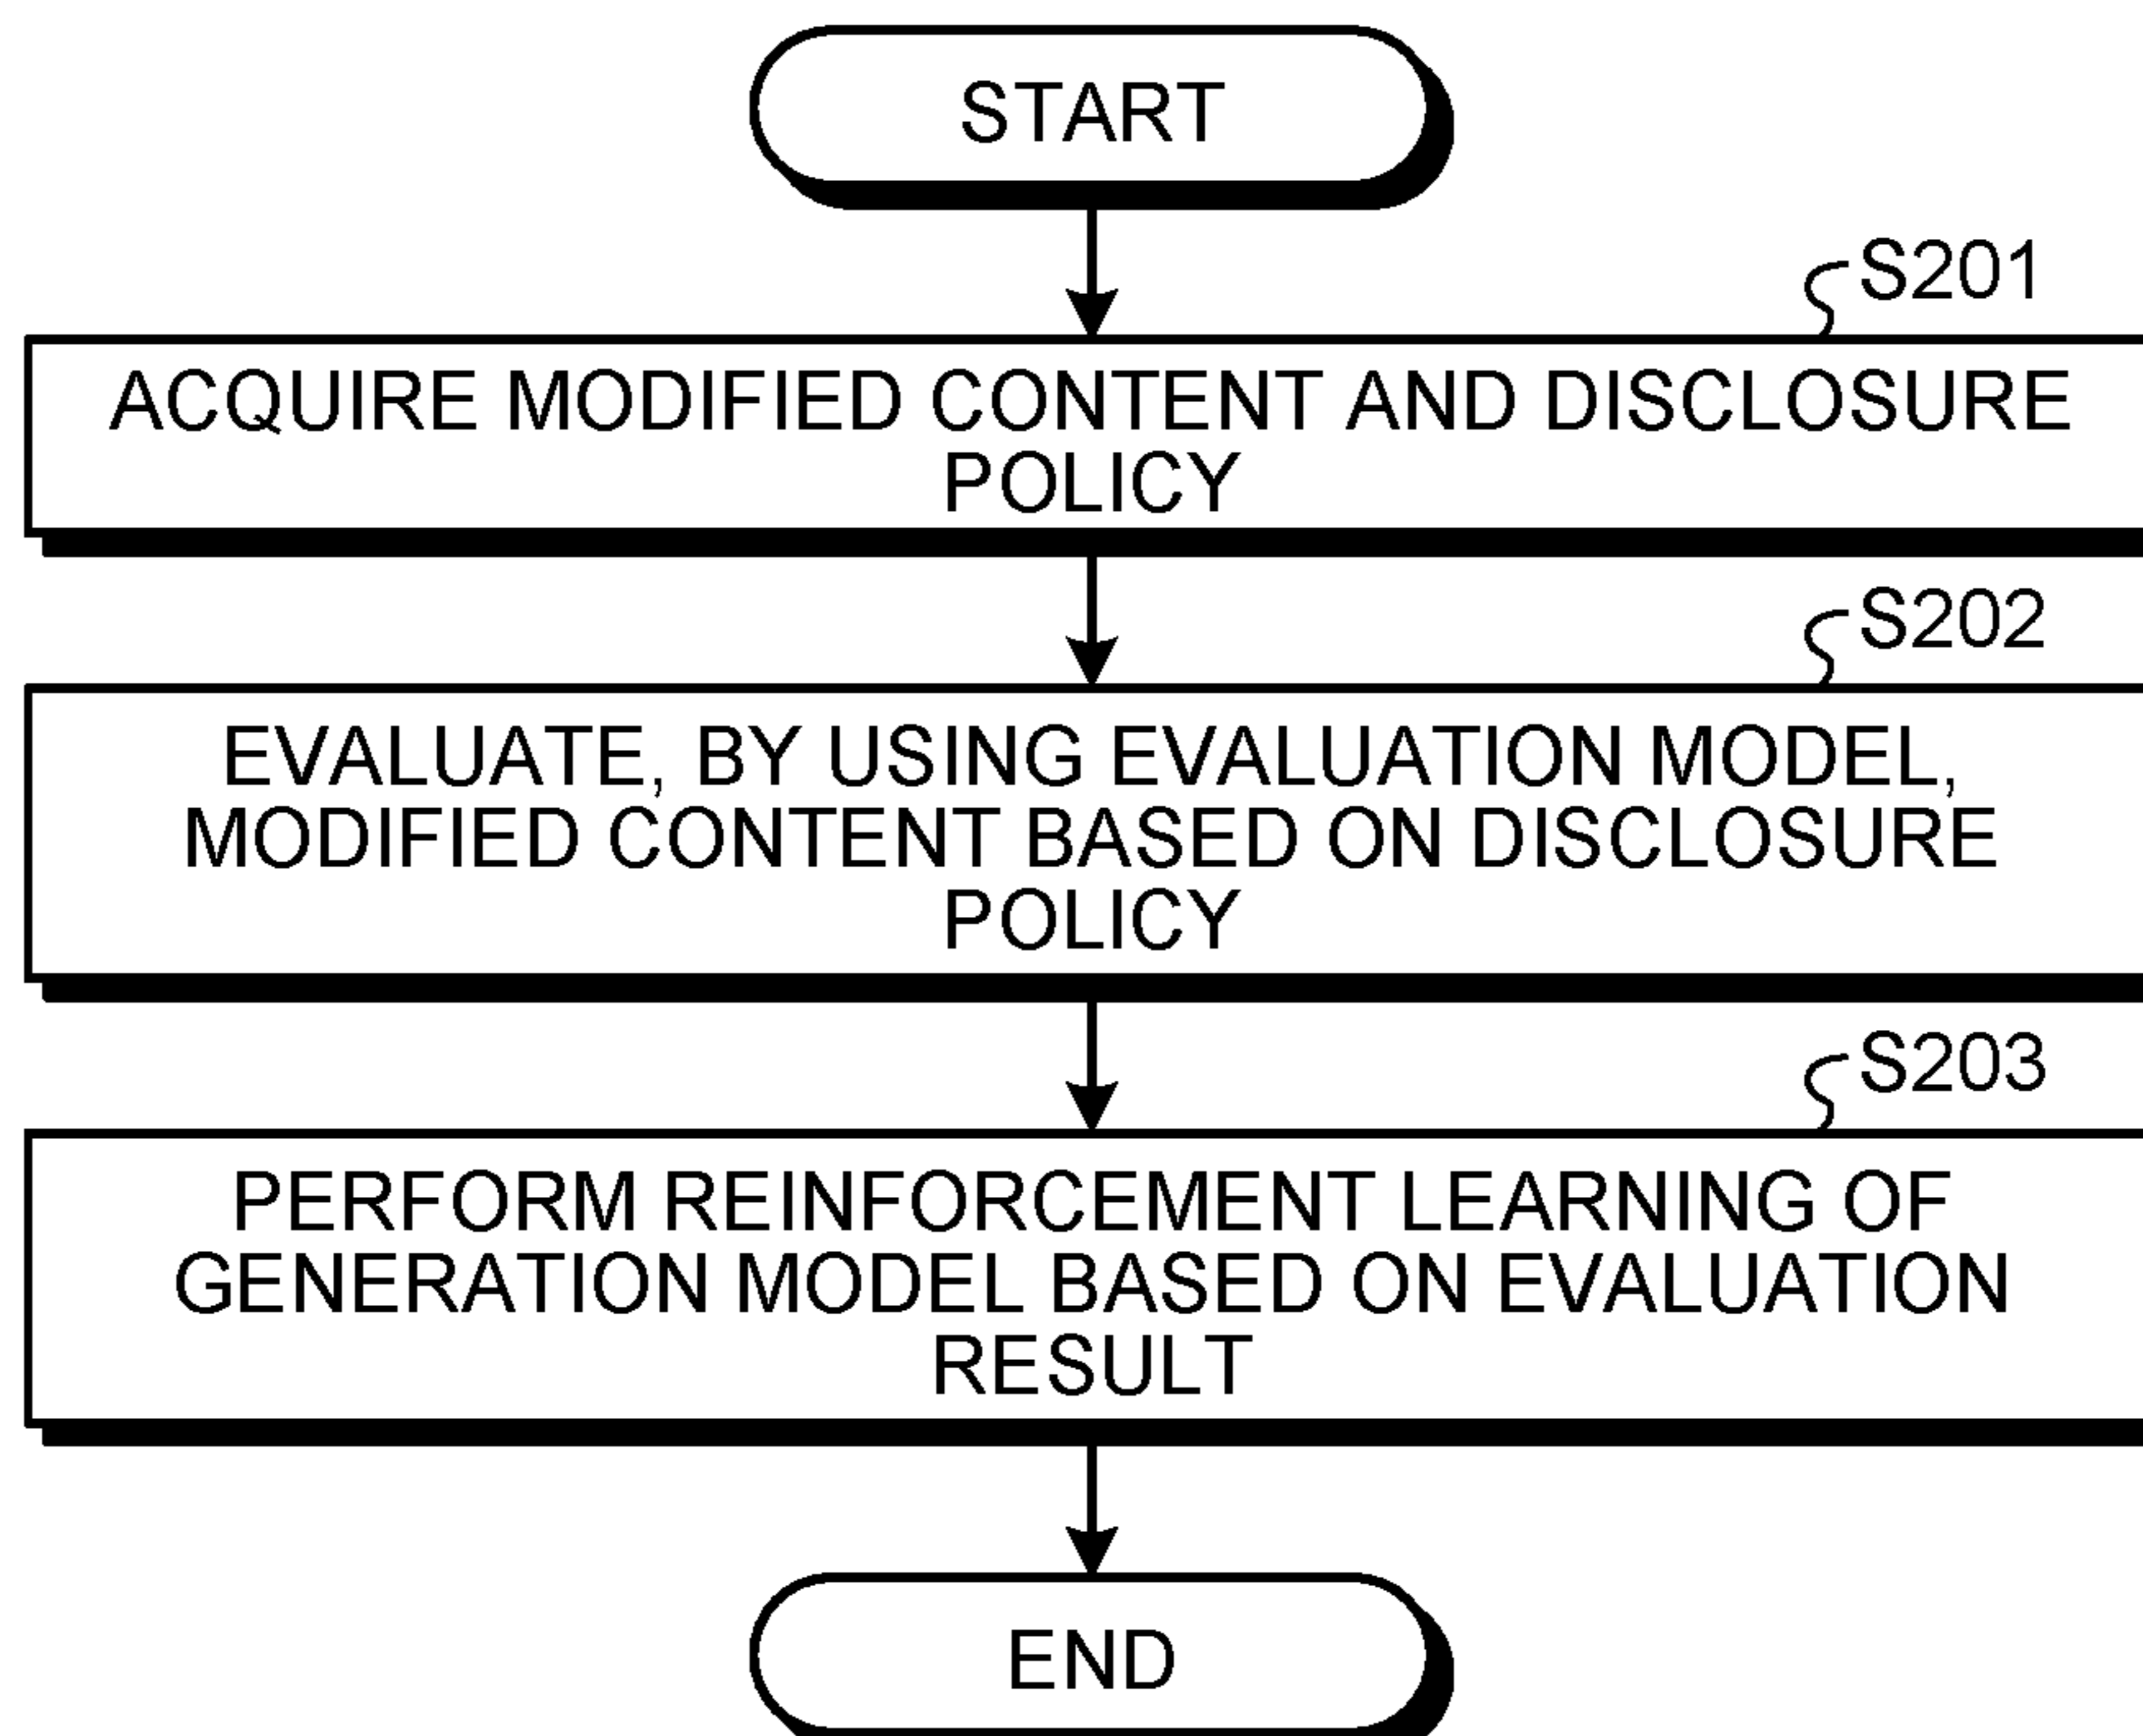 START
S201
ACQUIRE MODIFIED CONTENT AND DISCLOSURE
POLICY
S202
EVALUATE, BY USING EVALUATION MODEL,
MODIFIED CONTENT BASED ON DISCLOSURE
POLICY
S203
PERFORM REINFORCEMENT LEARNING OF
GENERATION MODEL BASED ON EVALUATION
RESULT
END